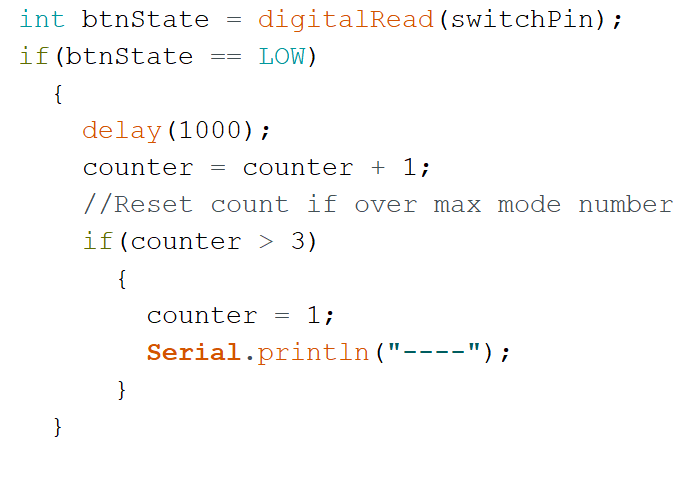 int btnState = digitalRead(switchPin);
if(btnState == LOW)
{
delay(1000);
counter = counter + 1;
//Reset count if over max mode number
if(counter > 3)
{
counter = 1;
Serial.println("----");
}
}